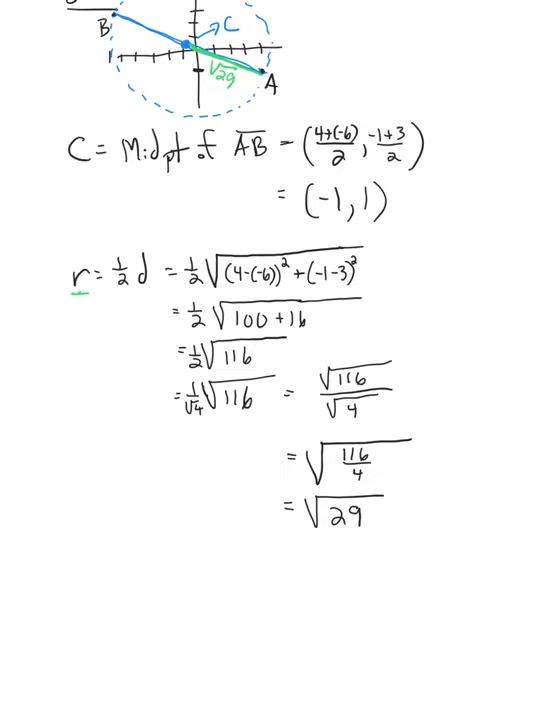 B
C
√29
A
C = Midpt of AB = (4+(-6)/2, -1+3/2)
= (-1, 1)
r = 1/2 d = 1/2 √(4-(-6))² + (-1-3)²
= 1/2 √100 + 16
= 1/2 √116
= 1/√4 √116 = √116/√4
= √116/4
= √29